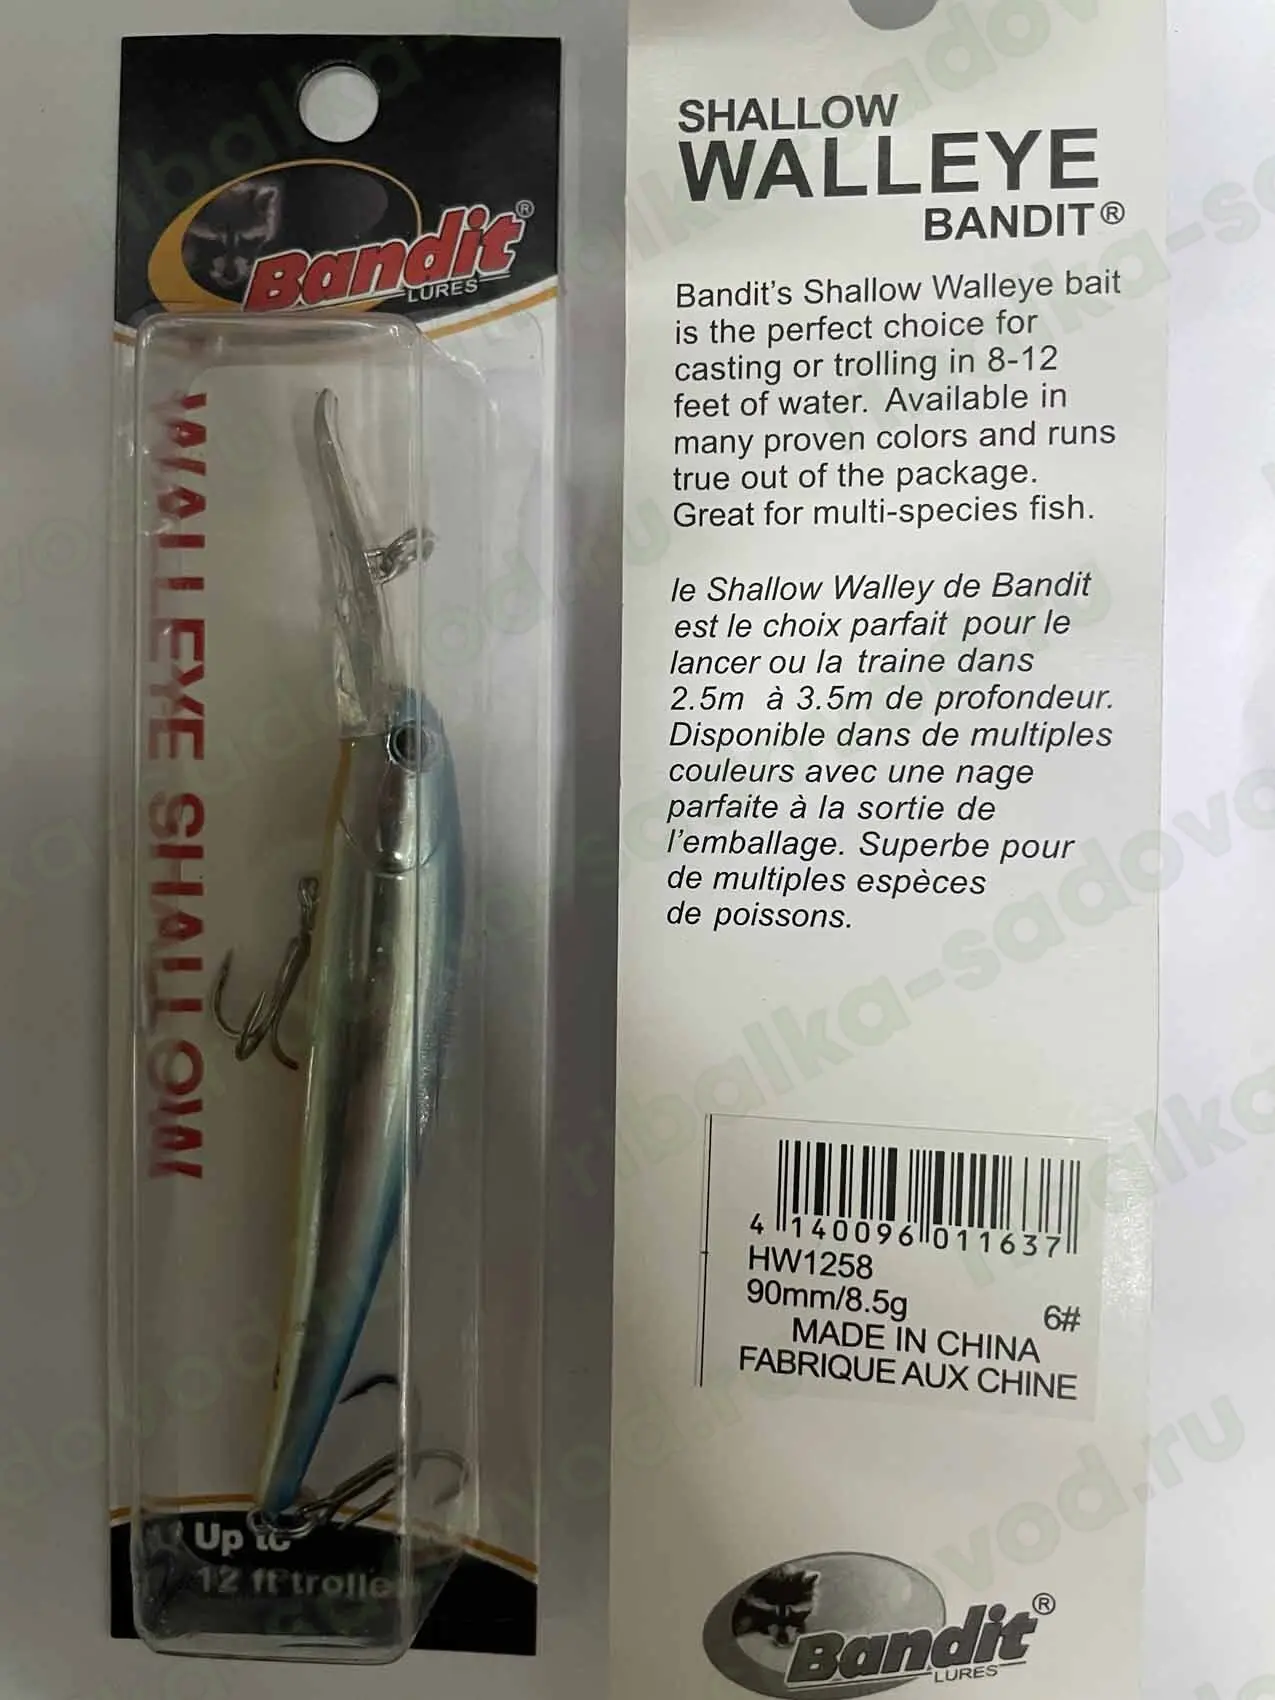 Bandit®
LURES
WALLEYE SHALLOW
Up to
12 ft trolle
SHALLOW
WALLEYE
BANDIT®
Bandit's Shallow Walleye bait
is the perfect choice for
casting or trolling in 8-12
feet of water. Available in
many proven colors and runs
true out of the package.
Great for multi-species fish.
le Shallow Walley de Bandit
est le choix parfait pour le
lancer ou la traine dans
2.5m à 3.5m de profondeur.
Disponible dans de multiples
couleurs avec une nage
parfaite à la sortie de
l'emballage. Superbe pour
de multiples espèces
de poissons.
4 140096 011637
HW1258
90mm/8.5g 6#
MADE IN CHINA
FABRIQUE AUX CHINE
Bandit®
LURES
ribalka-sadovod.ru